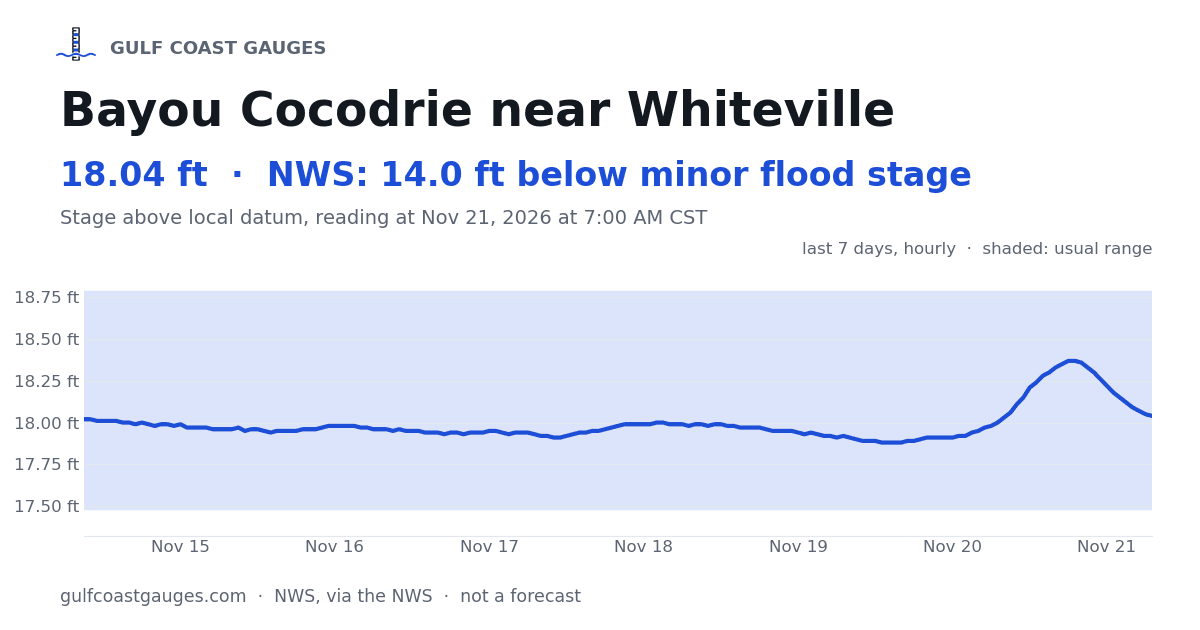 GULF COAST GAUGES
Bayou Cocodrie near Whiteville
18.04 ft · NWS: 14.0 ft below minor flood stage
Stage above local datum, reading at Nov 21, 2026 at 7:00 AM CST
last 7 days, hourly · shaded: usual range
18.75 ft
18.50 ft
18.25 ft
18.00 ft
17.75 ft
17.50 ft
Nov 15 Nov 16 Nov 17 Nov 18 Nov 19 Nov 20 Nov 21
gulfcoastgauges.com · NWS, via the NWS · not a forecast